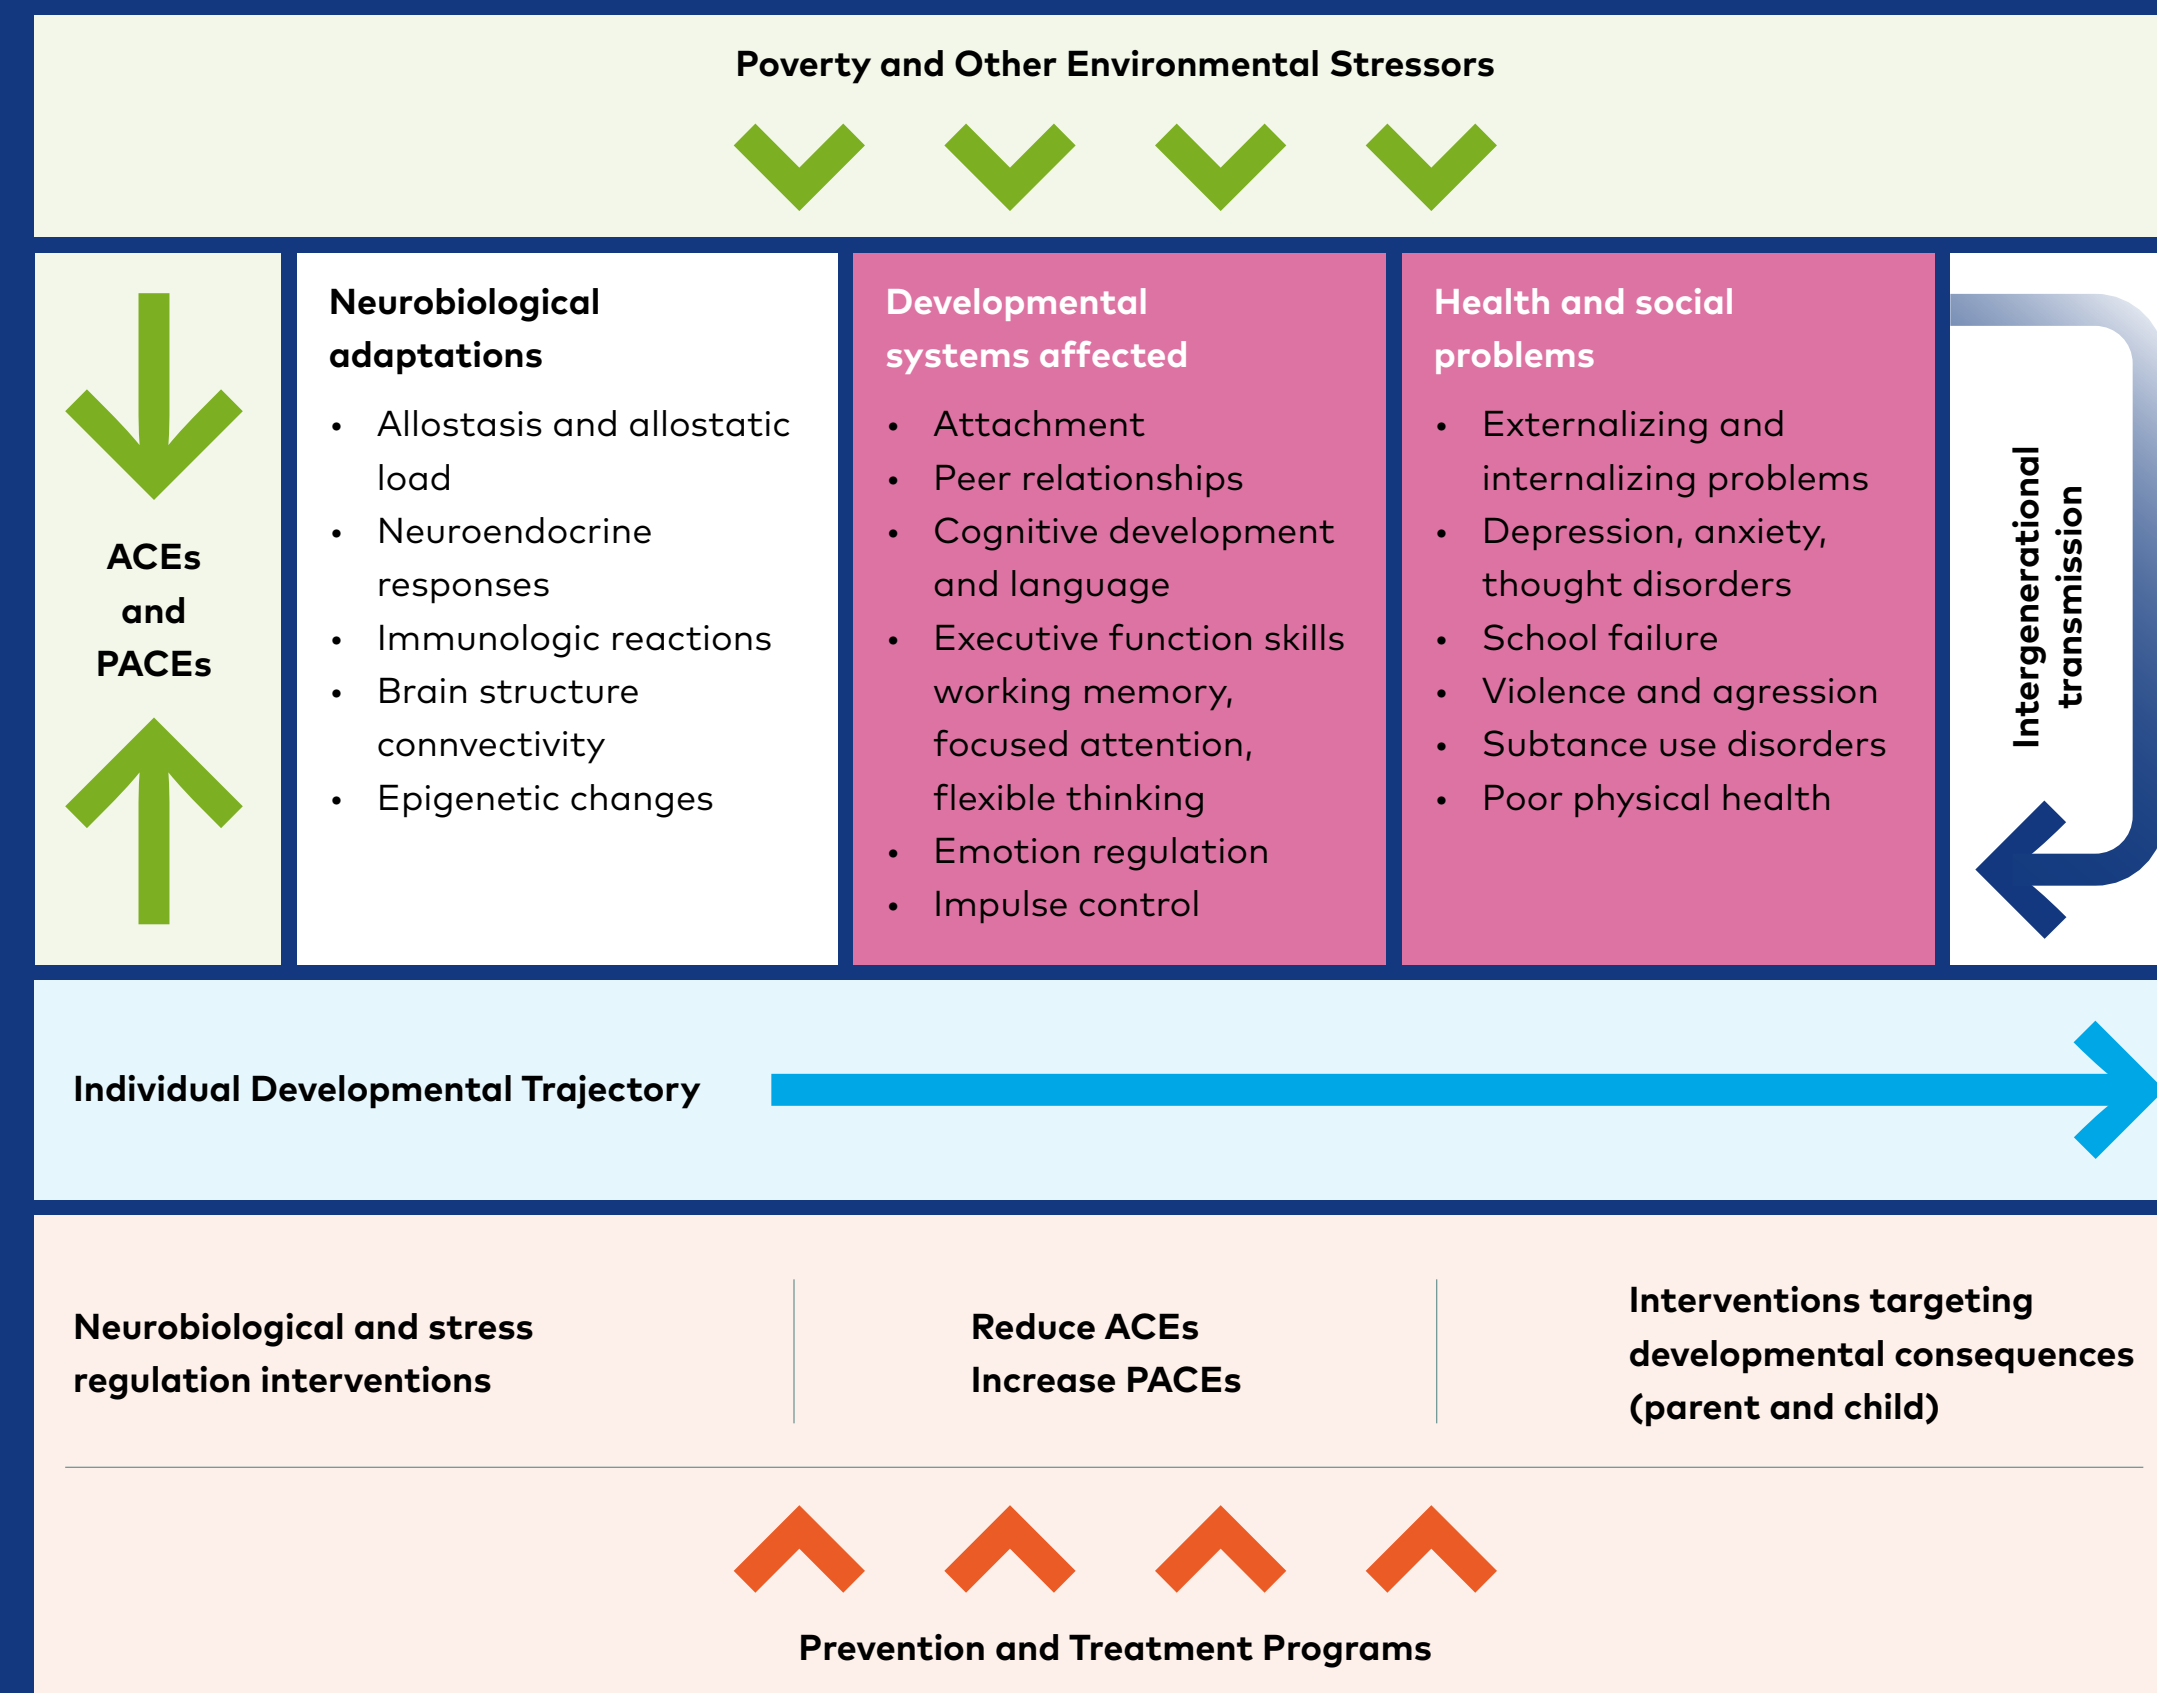 Poverty and Other Environmental Stressors
ACEs
and
PACEs
Neurobiological
adaptations
• Allostasis and allostatic
load
• Neuroendocrine
responses
• Immunologic reactions
• Brain structure
connvectivity
• Epigenetic changes
Developmental
systems affected
• Attachment
• Peer relationships
• Cognitive development
and language
• Executive function skills
working memory,
focused attention,
flexible thinking
• Emotion regulation
• Impulse control
Health and social
problems
• Externalizing and
internalizing problems
• Depression, anxiety,
thought disorders
• School failure
• Violence and agression
• Subtance use disorders
• Poor physical health
Intergenerational
transmission
Individual Developmental Trajectory
Neurobiological and stress
regulation interventions
Reduce ACEs
Increase PACEs
Interventions targeting
developmental consequences
(parent and child)
Prevention and Treatment Programs